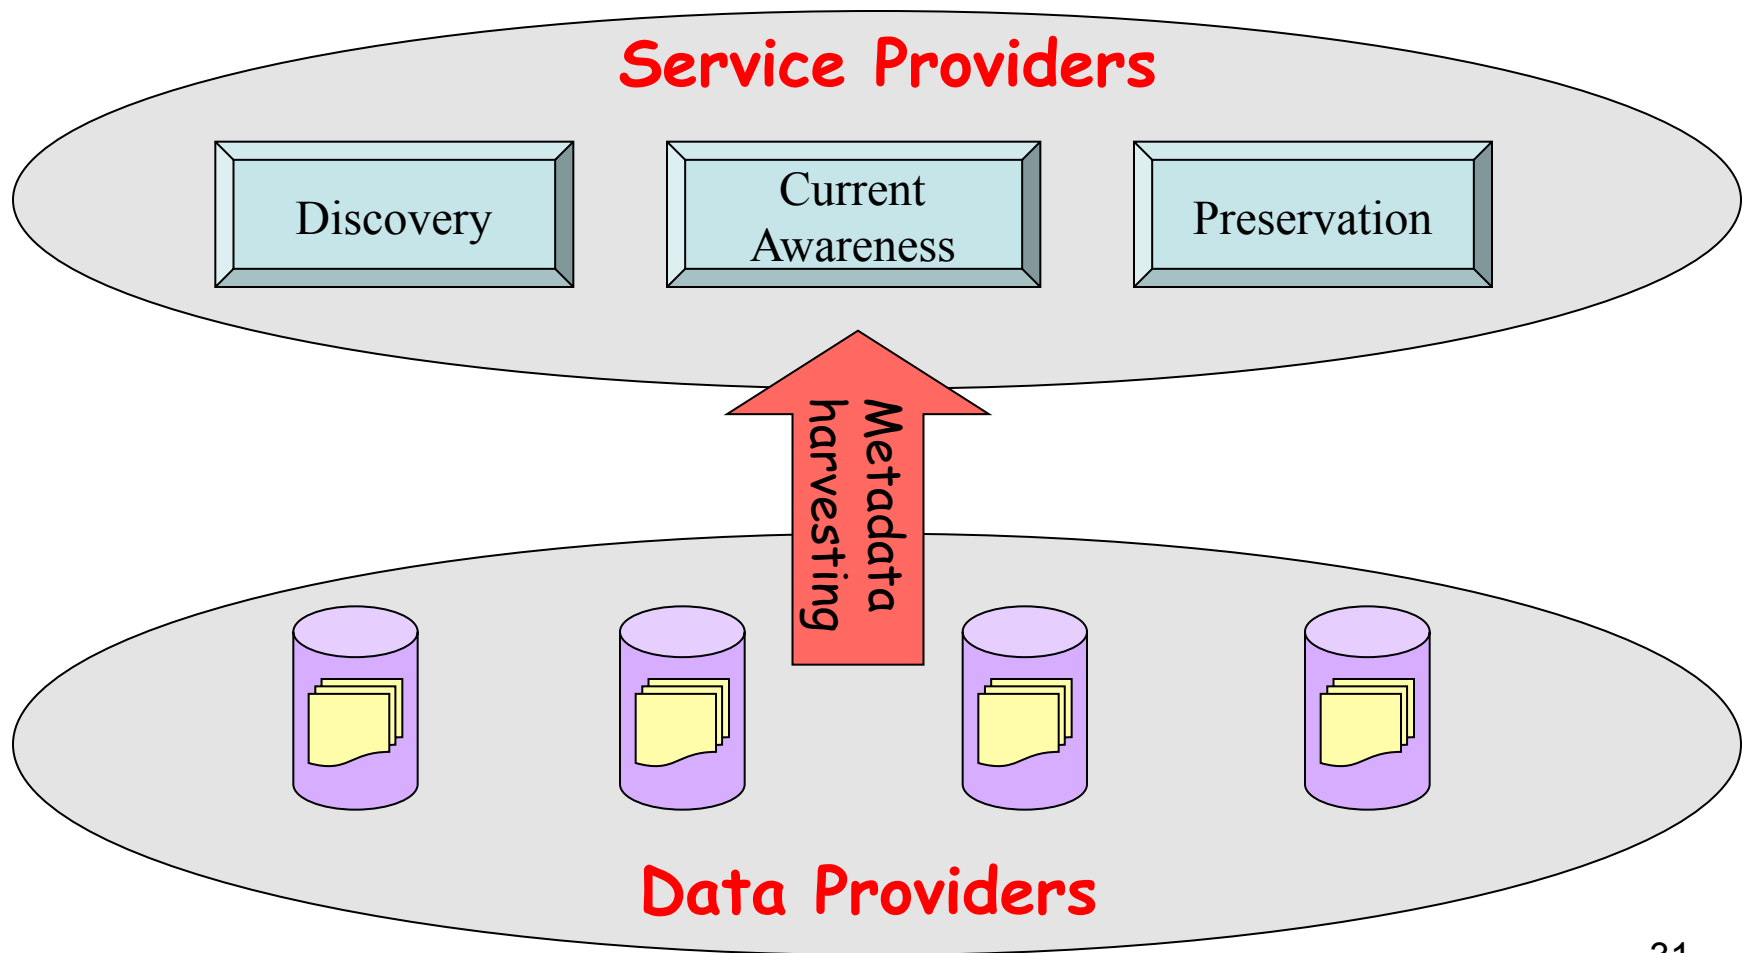 Service Providers
Discovery
Current
Awareness
Preservation
Metadata
harvesting
Data Providers